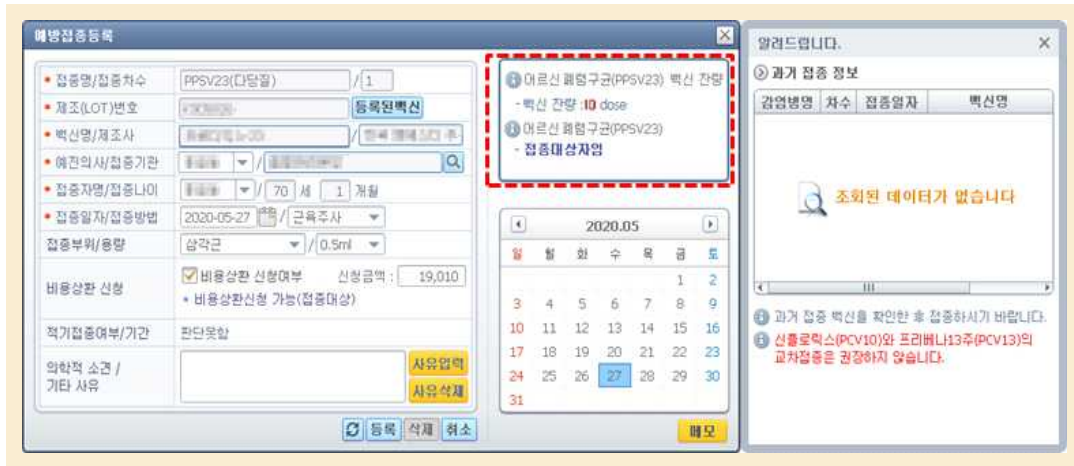 예방접종등록
• 접종명/접종차수 PPSV23(다당질) / 1
• 제조(LOT)번호 등록된백신
• 백신명/제조사 /
• 예진의사/접종기관 /
• 접종자명/접종나이 / 70 세 1 개월
• 접종일자/접종방법 2020-05-27 / 근육주사
접종부위/용량 삼각근 / 0.5ml
비용상환 신청 비용상환 신청여부 신청금액 : 19,010
• 비용상환신청 가능(접종대상)
적기접종여부/기간 판단못함
의학적 소견 /
기타 사유
사유입력
사유삭제
등록 삭제 취소
어르신 폐렴구균(PPSV23) 백신 잔량
- 백신 잔량 :10 dose
어르신 폐렴구균(PPSV23)
- 접종대상자임
2020.05
일 월 화 수 목 금 토
1 2
3 4 5 6 7 8 9
10 11 12 13 14 15 16
17 18 19 20 21 22 23
24 25 26 27 28 29 30
31
메모
알려드립니다.
과거 접종 정보
감염병명 차수 접종일자 백신명
조회된 데이터가 없습니다
과거 접종 백신을 확인한 후 접종하시기 바랍니다.
신플로릭스(PCV10)와 프리베나13주(PCV13)의
교차접종은 권장하지 않습니다.